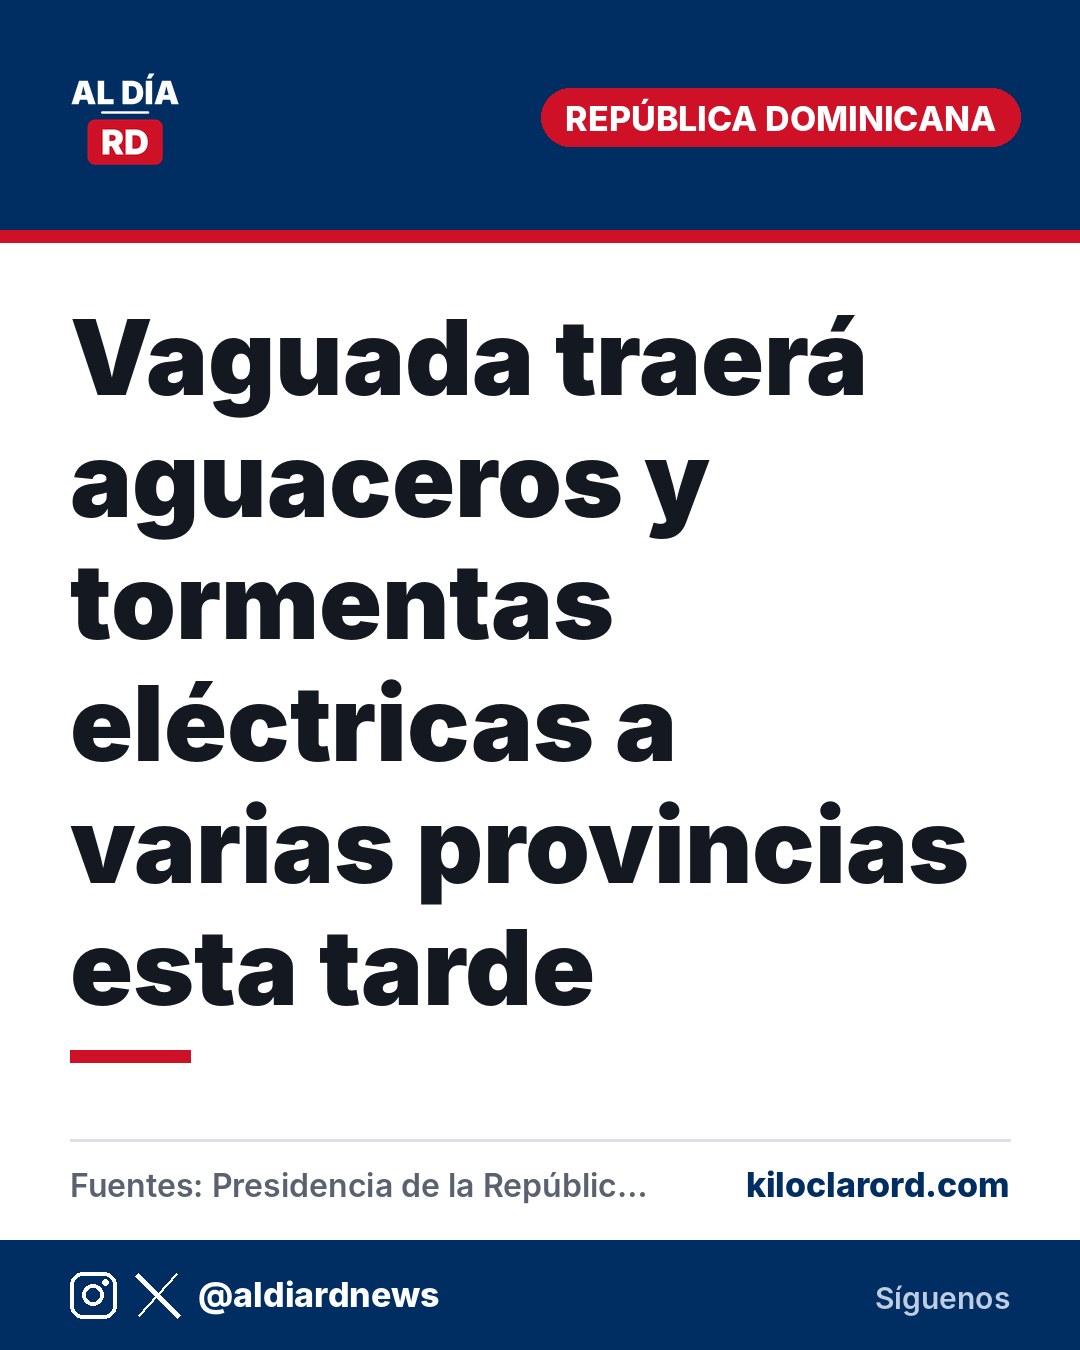 AL DÍA
RD
REPÚBLICA DOMINICANA
Vaguada traerá
aguaceros y
tormentas
eléctricas a
varias provincias
esta tarde
Fuentes: Presidencia de la Repúblic...
kiloclarord.com
@aldiardnews
Síguenos